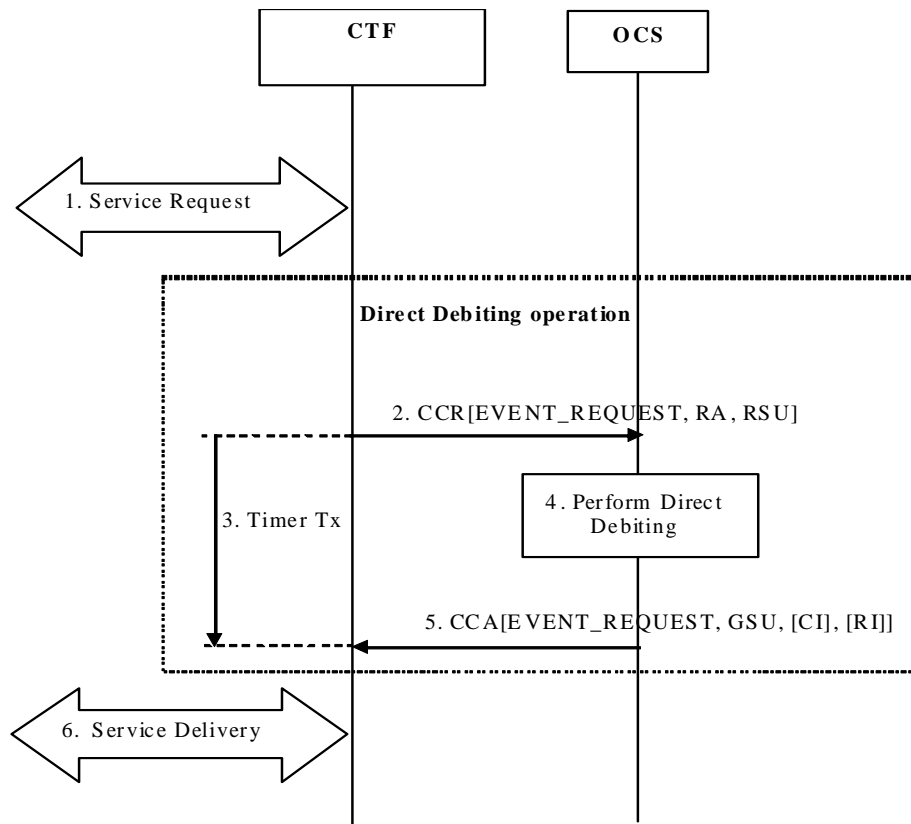 CTF
OCS
1. Service Request
Direct Debiting operation
2. CCR[EVENT_REQUEST, RA, RSU]
3. Timer Tx
4. Perform Direct
Debiting
5. CCA[EVENT_REQUEST, GSU, [CI], [RI]]
6. Service Delivery